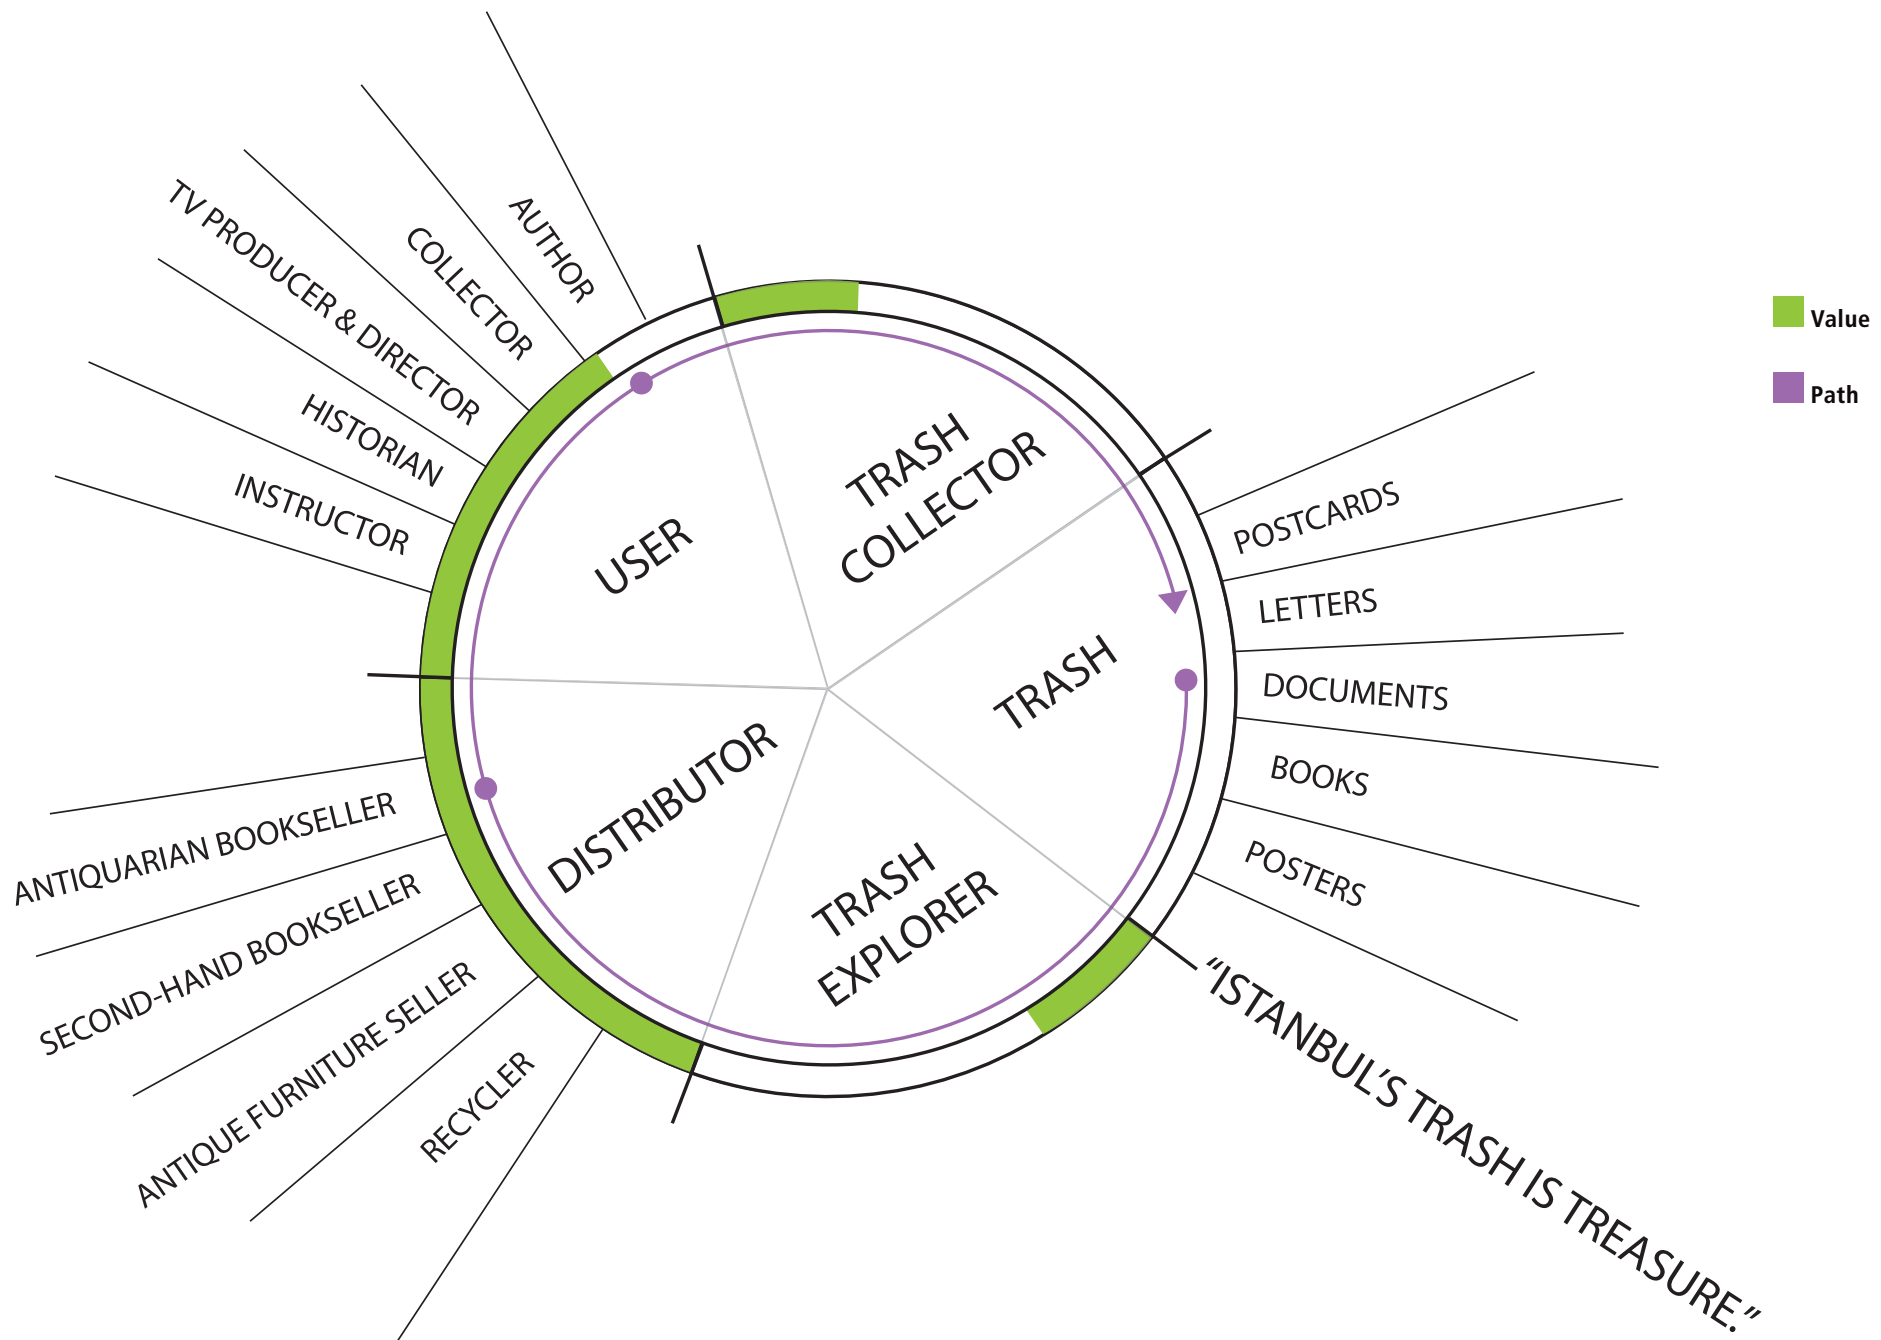 AUTHOR
COLLECTOR
TV PRODUCER & DIRECTOR
HISTORIAN
INSTRUCTOR
Value
Path
TRASH
COLLECTOR
USER
TRASH
DISTRIBUTOR
TRASH
EXPLORER
POSTCARDS
LETTERS
DOCUMENTS
BOOKS
POSTERS
ANTIQUARIAN BOOKSELLER
SECOND-HAND BOOKSELLER
ANTIQUE FURNITURE SELLER
RECYCLER
“ISTANBUL’S TRASH IS TREASURE.”